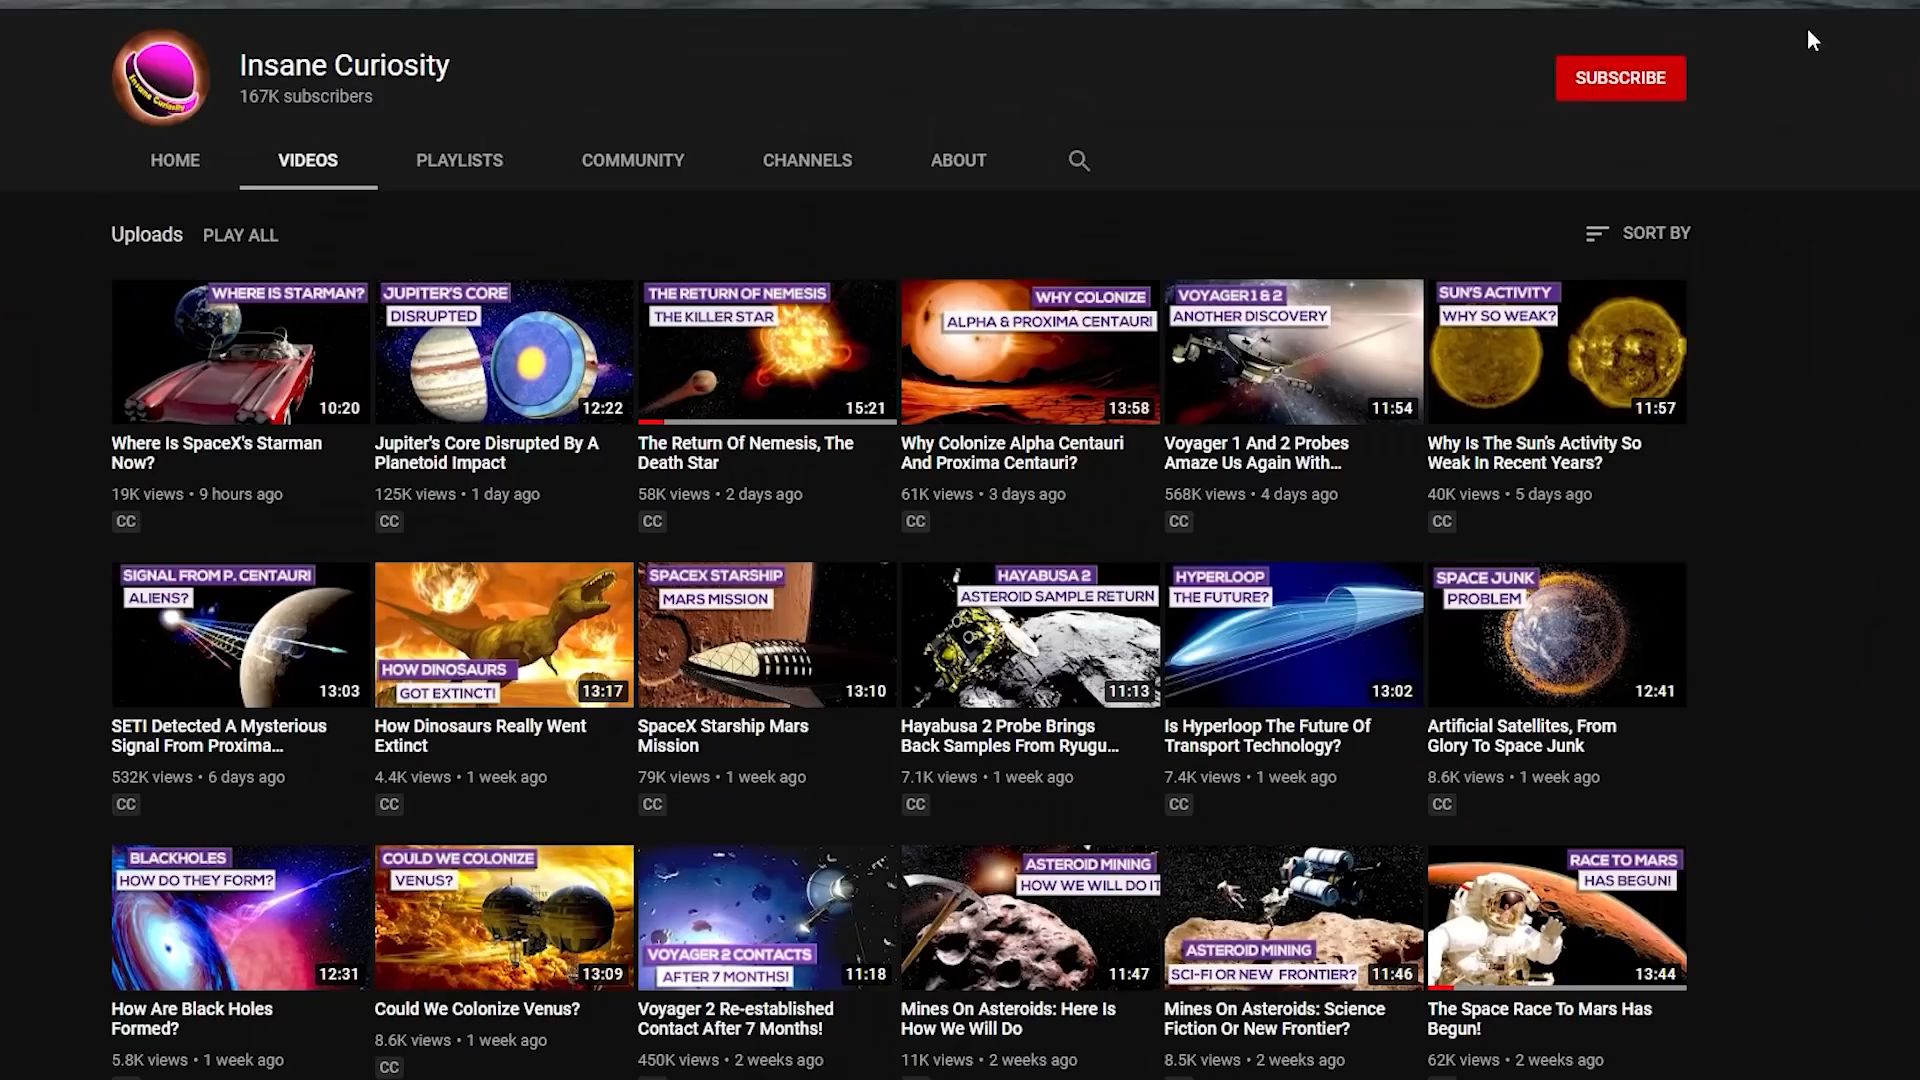 Insane Curiosity
Insane Curiosity
167K subscribers
SUBSCRIBE
HOME VIDEOS PLAYLISTS COMMUNITY CHANNELS ABOUT
Uploads PLAY ALL
SORT BY
WHERE IS STARMAN?
10:20
Where Is SpaceX's Starman
Now?
19K views • 9 hours ago
CC
JUPITER'S CORE
DISRUPTED
12:22
Jupiter's Core Disrupted By A
Planetoid Impact
125K views • 1 day ago
CC
THE RETURN OF NEMESIS
THE KILLER STAR
15:21
The Return Of Nemesis, The
Death Star
58K views • 2 days ago
CC
WHY COLONIZE
ALPHA & PROXIMA CENTAURI
13:58
Why Colonize Alpha Centauri
And Proxima Centauri?
61K views • 3 days ago
CC
VOYAGER 1 & 2
ANOTHER DISCOVERY
11:54
Voyager 1 And 2 Probes
Amaze Us Again With...
568K views • 4 days ago
CC
SUN'S ACTIVITY
WHY SO WEAK?
11:57
Why Is The Sun's Activity So
Weak In Recent Years?
40K views • 5 days ago
CC
SIGNAL FROM P. CENTAURI
ALIENS?
13:03
SETI Detected A Mysterious
Signal From Proxima...
532K views • 6 days ago
CC
HOW DINOSAURS
GOT EXTINCT!
13:17
How Dinosaurs Really Went
Extinct
4.4K views • 1 week ago
CC
SPACEX STARSHIP
MARS MISSION
13:10
SpaceX Starship Mars
Mission
79K views • 1 week ago
CC
HAYABUSA 2
ASTEROID SAMPLE RETURN
11:13
Hayabusa 2 Probe Brings
Back Samples From Ryugu...
7.1K views • 1 week ago
CC
HYPERLOOP
THE FUTURE?
13:02
Is Hyperloop The Future Of
Transport Technology?
7.4K views • 1 week ago
CC
SPACE JUNK
PROBLEM
12:41
Artificial Satellites, From
Glory To Space Junk
8.6K views • 1 week ago
CC
BLACKHOLES
HOW DO THEY FORM?
12:31
How Are Black Holes
Formed?
5.8K views • 1 week ago
COULD WE COLONIZE
VENUS?
13:09
Could We Colonize Venus?
8.6K views • 1 week ago
CC
VOYAGER 2 CONTACTS
AFTER 7 MONTHS!
11:18
Voyager 2 Re-established
Contact After 7 Months!
450K views • 2 weeks ago
ASTEROID MINING
HOW WE WILL DO IT
11:47
Mines On Asteroids: Here Is
How We Will Do
11K views • 2 weeks ago
ASTEROID MINING
SCI-FI OR NEW FRONTIER?
11:46
Mines On Asteroids: Science
Fiction Or New Frontier?
8.5K views • 2 weeks ago
RACE TO MARS
HAS BEGUN!
13:44
The Space Race To Mars Has
Begun!
62K views • 2 weeks ago